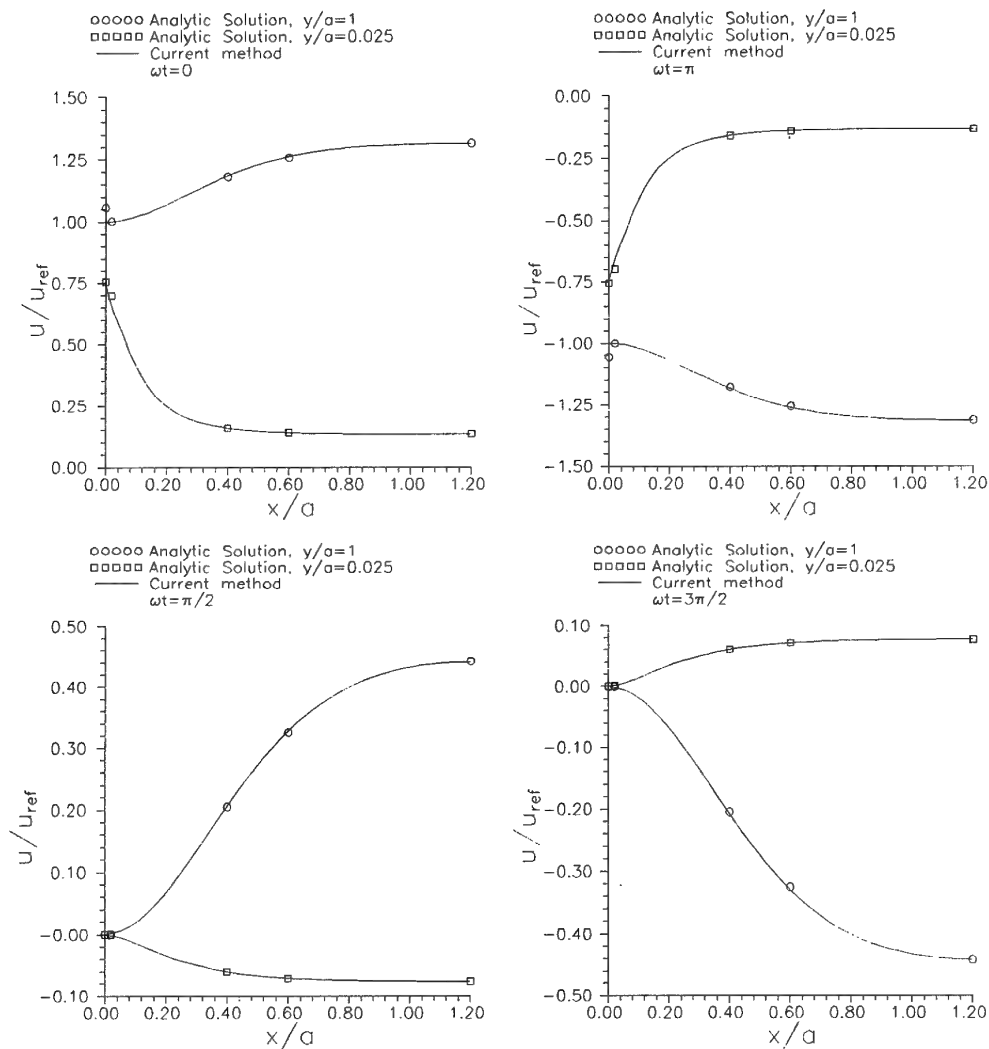 ooooo Analytic Solution, y/a=1
□□□□ Analytic Solution, y/a=0.025
—— Current method
ωt=0
1.50
1.25
1.00
0.75
0.50
0.25
0.00
u/u_ref
0.00 0.20 0.40 0.60 0.80 1.00 1.20
x/a
ooooo Analytic Solution, y/a=1
□□□□ Analytic Solution, y/a=0.025
—— Current method
ωt=π
0.00
−0.25
−0.50
−0.75
−1.00
−1.25
−1.50
u/u_ref
0.00 0.20 0.40 0.60 0.80 1.00 1.20
x/a
ooooo Analytic Solution, y/a=1
□□□□ Analytic Solution, y/a=0.025
—— Current method
ωt=π/2
0.50
0.40
0.30
0.20
0.10
−0.00
−0.10
u/u_ref
0.00 0.20 0.40 0.60 0.80 1.00 1.20
x/a
ooooo Analytic Solution, y/a=1
□□□□ Analytic Solution, y/a=0.025
—— Current method
ωt=3π/2
0.10
0.00
−0.10
−0.20
−0.30
−0.40
−0.50
u/u_ref
0.00 0.20 0.40 0.60 0.80 1.00 1.20
x/a